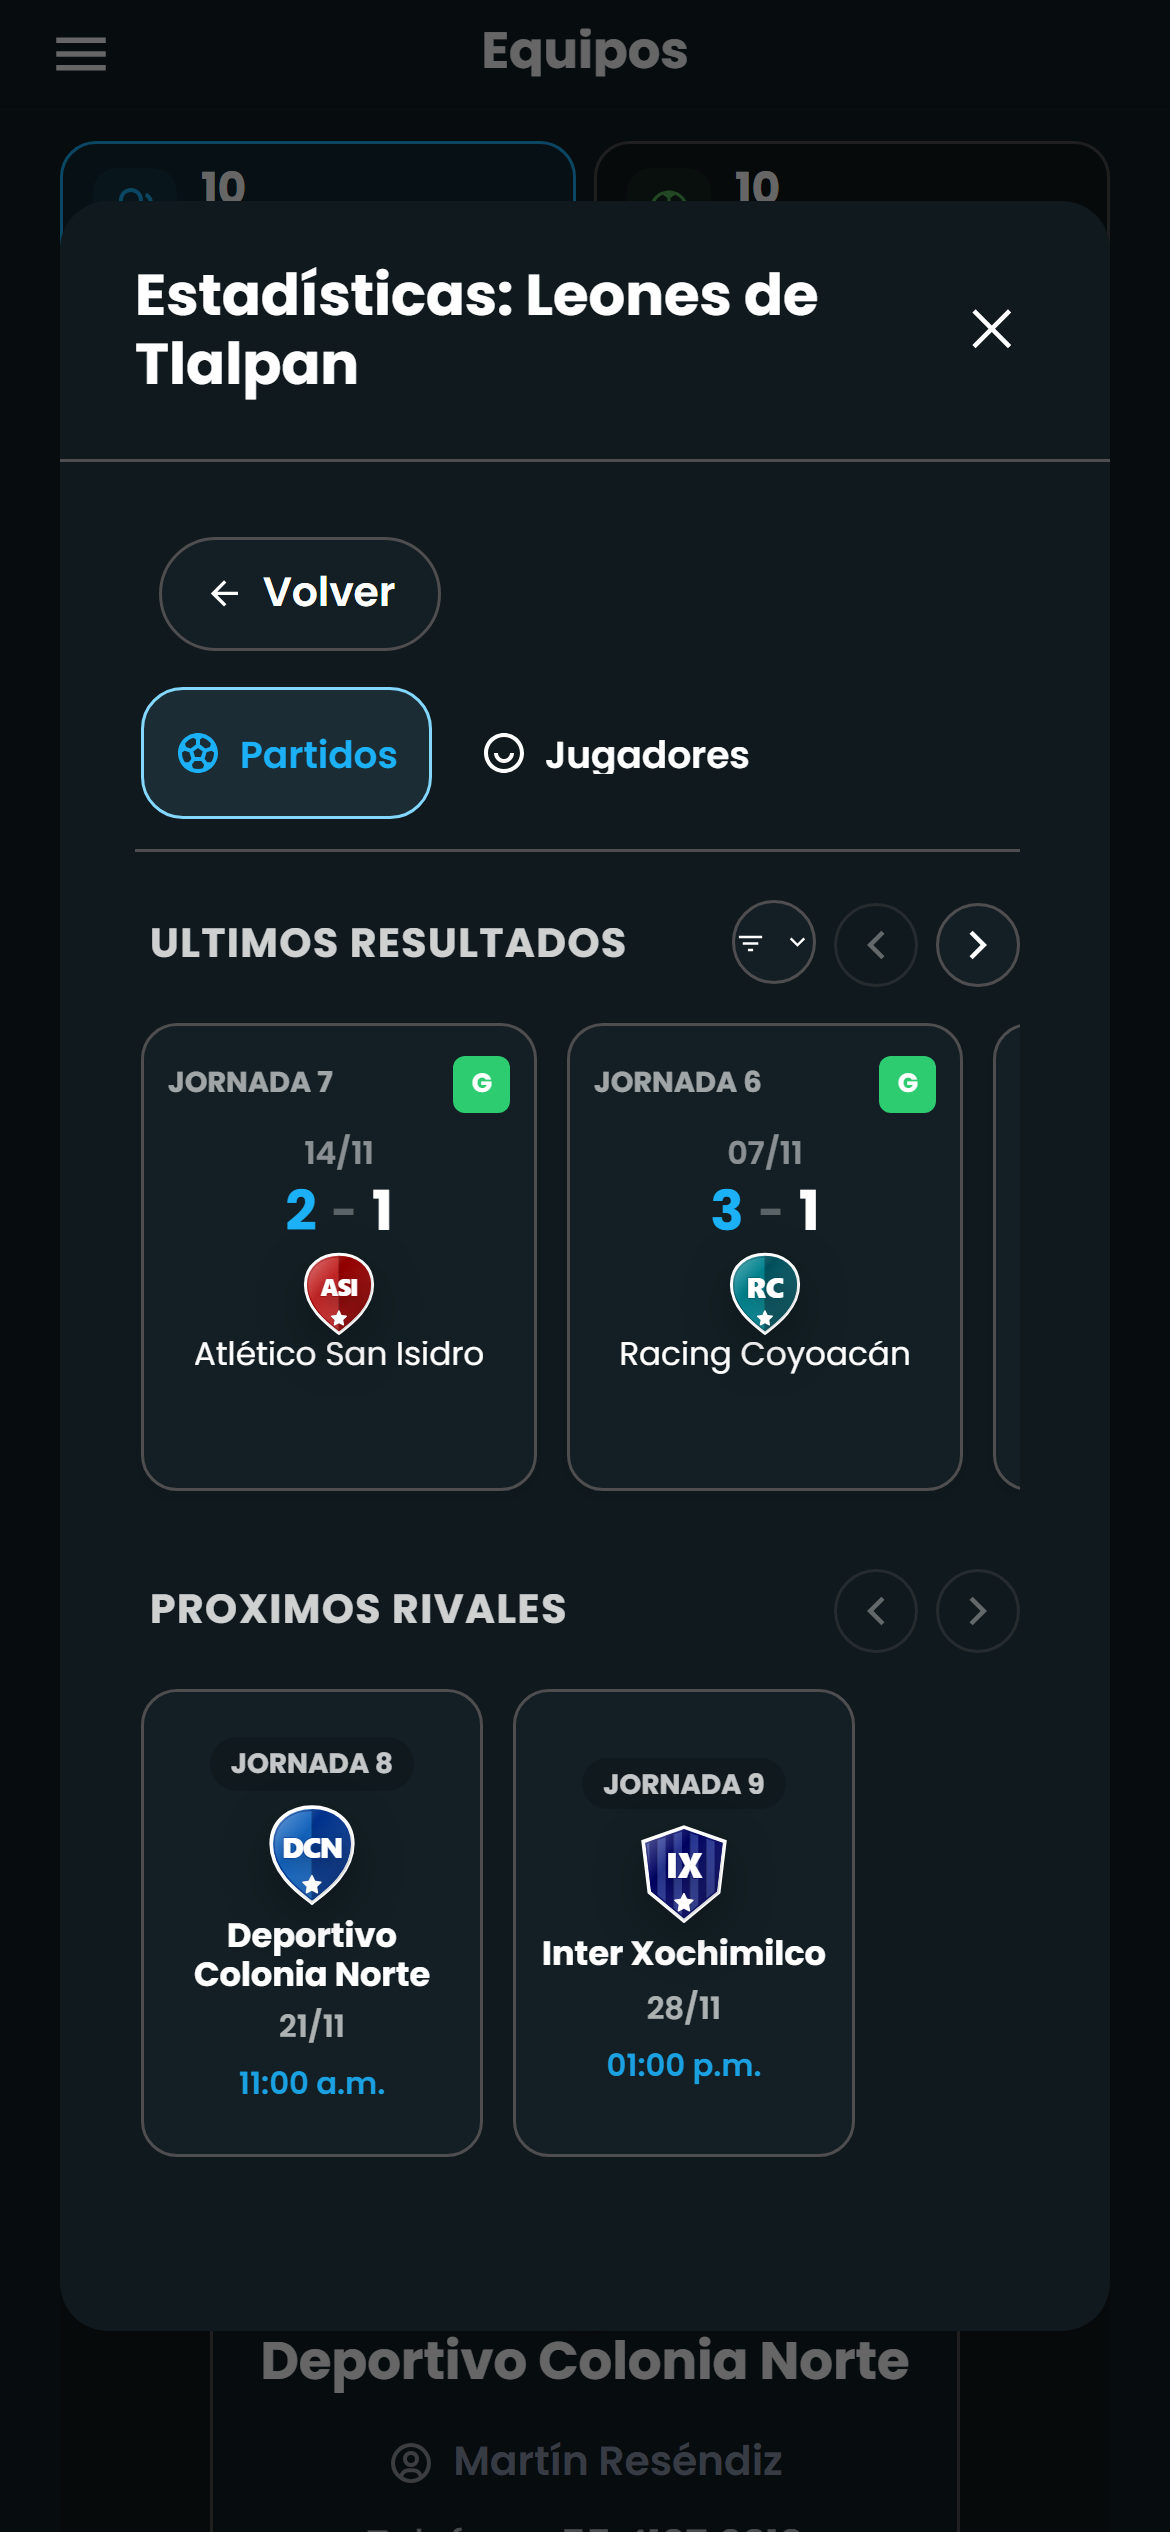 Equipos
10
10
Estadísticas: Leones de
Tlalpan
Volver
Partidos
Jugadores
ULTIMOS RESULTADOS
JORNADA 7
G
14/11
2 - 1
ASI
Atlético San Isidro
JORNADA 6
G
07/11
3 - 1
RC
Racing Coyoacán
PROXIMOS RIVALES
JORNADA 8
DCN
Deportivo
Colonia Norte
21/11
11:00 a.m.
JORNADA 9
IX
Inter Xochimilco
28/11
01:00 p.m.
Deportivo Colonia Norte
Martín Reséndiz